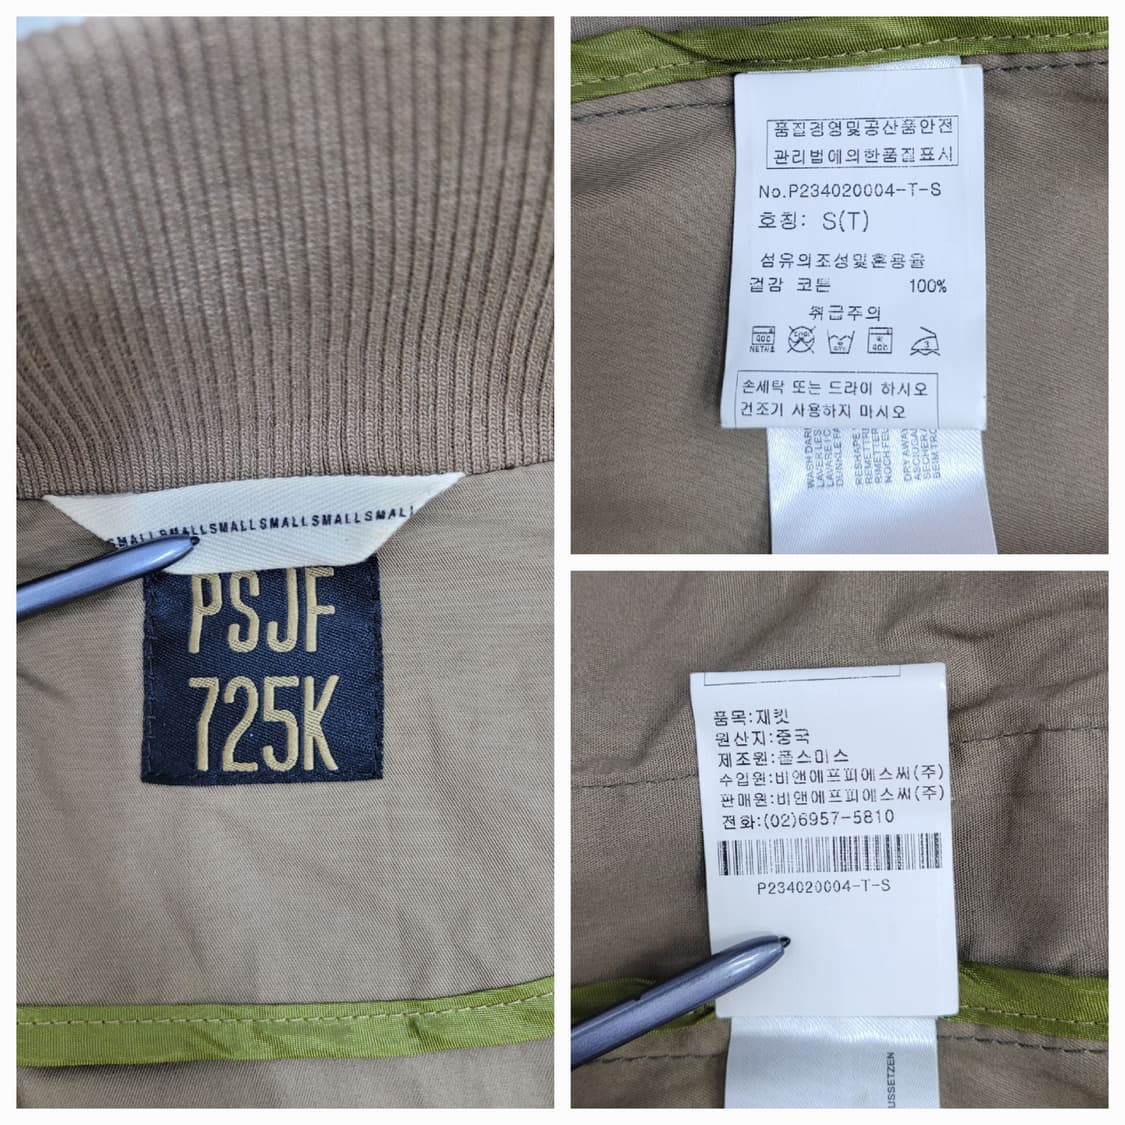 SMALLSMALLSMALLSMALLSMALLSMALL
PSJF
725K
품질경영및공산품안전
관리법에의한품질표시
No.P234020004-T-S
호칭: S(T)
섬유의조성및혼용율
겉감 코튼 100%
취급주의
손세탁 또는 드라이 하시오
건조기 사용하지 마시오
품목:재킷
원산지:중국
제조원:폴스미스
수입원:비앤에프피에스씨(주)
판매원:비앤에프피에스씨(주)
전화:(02)6957-5810
P234020004-T-S
USSETZEN